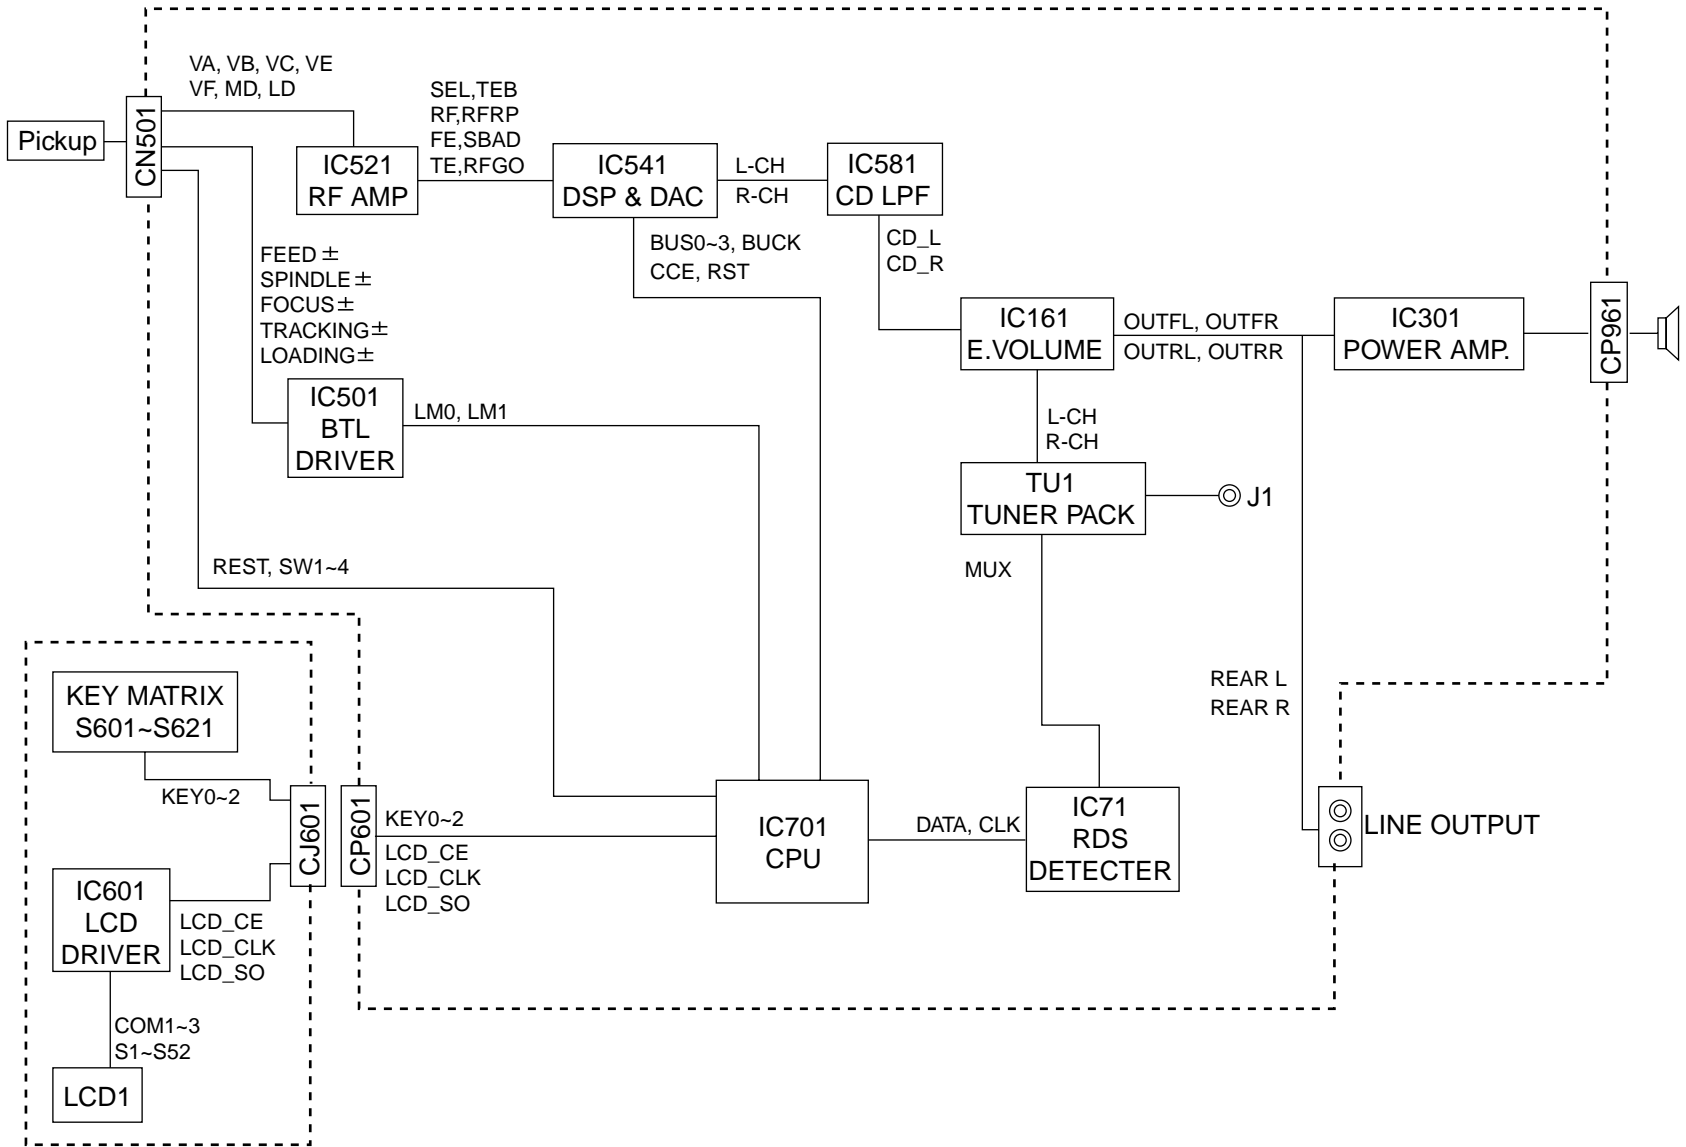 VA, VB, VC, VE
VF, MD, LD
Pickup
CN501
IC521
RF AMP
SEL,TEB
RF,RFRP
FE,SBAD
TE,RFGO
IC541
DSP & DAC
L-CH
R-CH
IC581
CD LPF
BUS0~3, BUCK
CCE, RST
CD_L
CD_R
FEED ±
SPINDLE ±
FOCUS ±
TRACKING ±
LOADING ±
IC161
E.VOLUME
OUTFL, OUTFR
OUTRL, OUTRR
IC301
POWER AMP.
CP961
IC501
BTL
DRIVER
LM0, LM1
L-CH
R-CH
TU1
TUNER PACK
J1
REST, SW1~4
MUX
REAR L
REAR R
KEY MATRIX
S601~S621
KEY0~2
CJ601
CP601
KEY0~2
LCD_CE
LCD_CLK
LCD_SO
IC701
CPU
DATA, CLK
IC71
RDS
DETECTER
LINE OUTPUT
IC601
LCD
DRIVER
LCD_CE
LCD_CLK
LCD_SO
COM1~3
S1~S52
LCD1